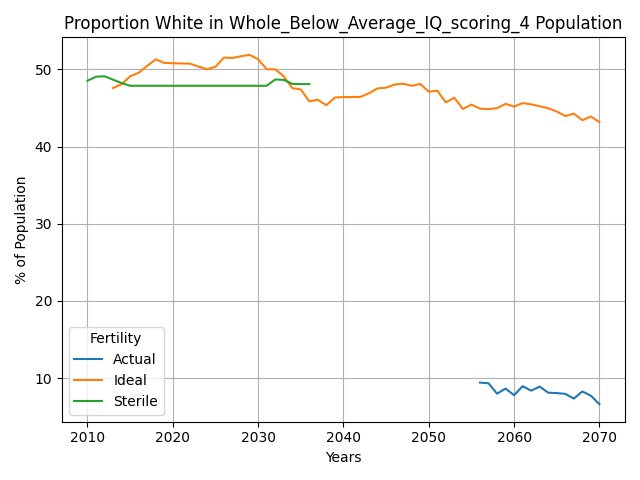 Proportion White in Whole_Below_Average_IQ_scoring_4 Population
% of Population
50
40
30
20
10
Fertility
Actual
Ideal
Sterile
2010
2020
2030
2040
2050
2060
2070
Years